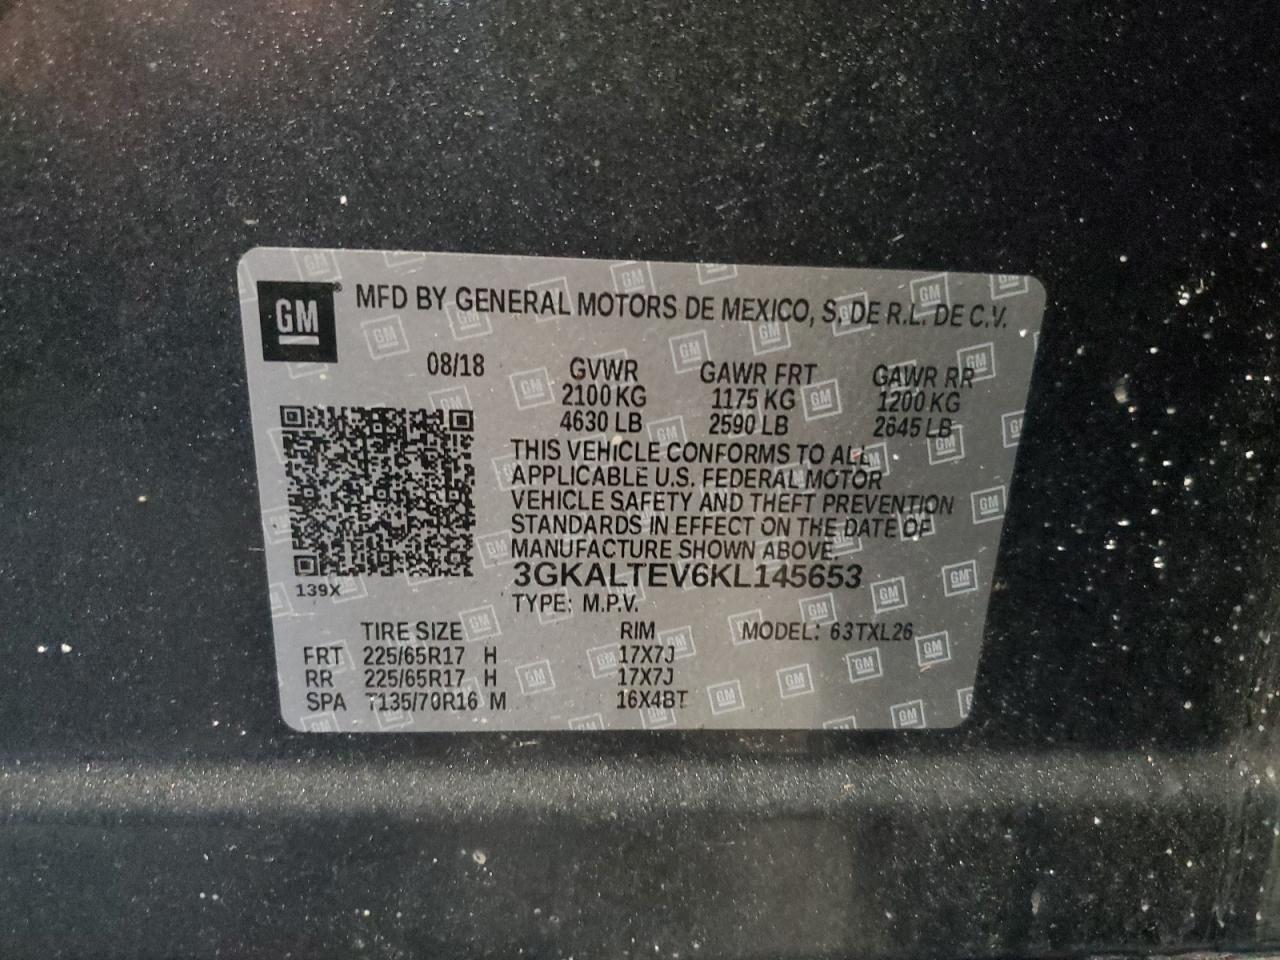 GM
MFD BY GENERAL MOTORS DE MEXICO, S. DE R.L. DE C.V.
08/18 GVWR GAWR FRT GAWR RR
2100 KG 1175 KG 1200 KG
4630 LB 2590 LB 2645 LB
THIS VEHICLE CONFORMS TO ALL
APPLICABLE U.S. FEDERAL MOTOR
VEHICLE SAFETY AND THEFT PREVENTION
STANDARDS IN EFFECT ON THE DATE OF
MANUFACTURE SHOWN ABOVE.
3GKALTEV6KL145653
139X
TYPE: M.P.V.
TIRE SIZE RIM MODEL: 63TXL26
FRT 225/65R17 H 17X7J
RR 225/65R17 H 17X7J
SPA T135/70R16 M 16X4BT